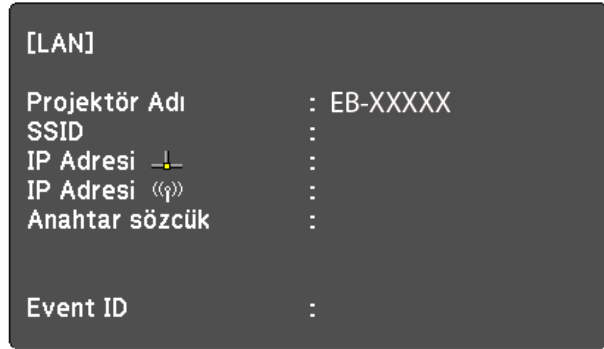 [LAN]
Projektör Adı : EB-XXXXX
SSID :
IP Adresi :
IP Adresi :
Anahtar sözcük :
Event ID :